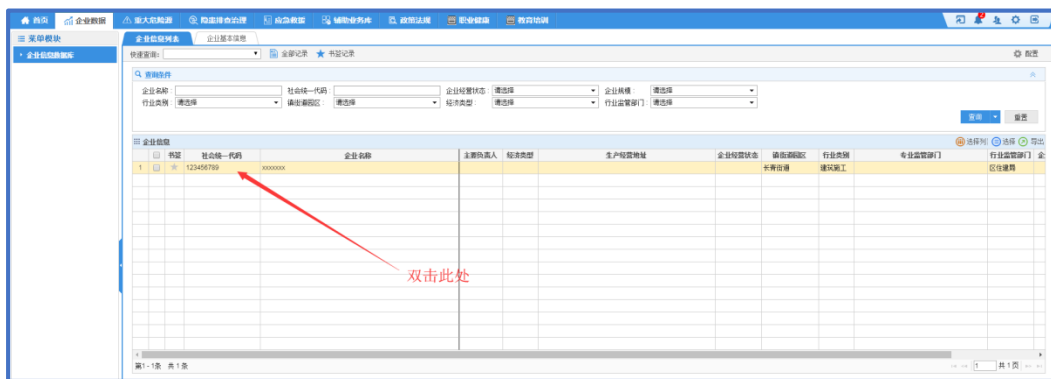 首页 企业数据 重大危险源 隐患排查治理 应急救援 辅助业务库 政策法规 职业健康 教育培训 2
菜单模块
企业信息数据库
企业信息列表 企业基本信息
快速查询: 全部记录 书签记录 配置
查询条件
企业名称: 社会统一代码: 企业经营状态: 请选择 企业规模: 请选择
行业类别: 请选择 镇街道园区: 请选择 经济类型: 请选择 行业监管部门: 请选择
查询 重置
企业信息 选择列 选择 导出
书签 社会统一代码 企业名称 主要负责人 经济类型 生产经营地址 企业经营状态 镇街道园区 行业类别 专业监管部门 行业监管部门 企
1 123456789 xxxxxxx 长青街道 建筑施工 区住建局
双击此处
第1-1条 共1条 1 共1页